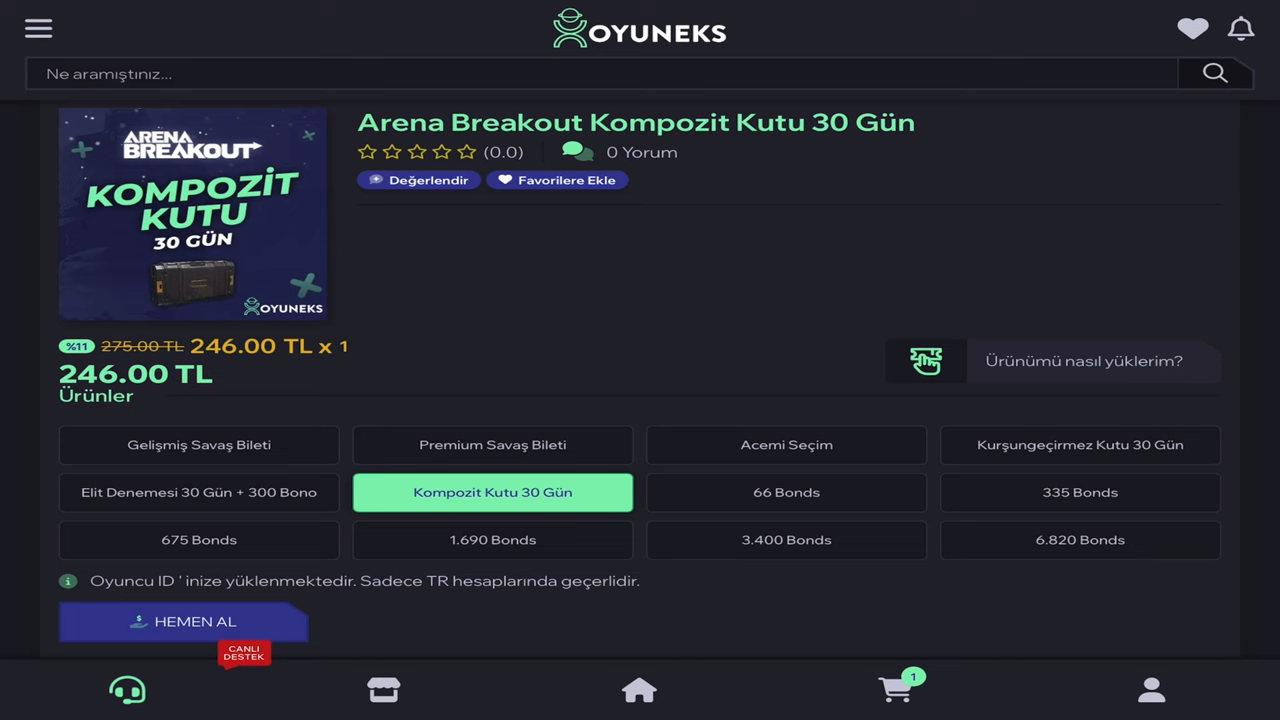 OYUNEKS
Ne aramıştınız...
ARENA
BREAKOUT
KOMPOZİT
KUTU
30 GÜN
OYUNEKS
Arena Breakout Kompozit Kutu 30 Gün
(0.0) 0 Yorum
Değerlendir Favorilere Ekle
%11 275.00 TL 246.00 TL x 1
246.00 TL
Ürünümü nasıl yüklerim?
Ürünler
Gelişmiş Savaş Bileti Premium Savaş Bileti Acemi Seçim Kurşungeçirmez Kutu 30 Gün
Elit Denemesi 30 Gün + 300 Bono Kompozit Kutu 30 Gün 66 Bonds 335 Bonds
675 Bonds 1.690 Bonds 3.400 Bonds 6.820 Bonds
Oyuncu ID ' inize yüklenmektedir. Sadece TR hesaplarında geçerlidir.
HEMEN AL
CANLI
DESTEK
1